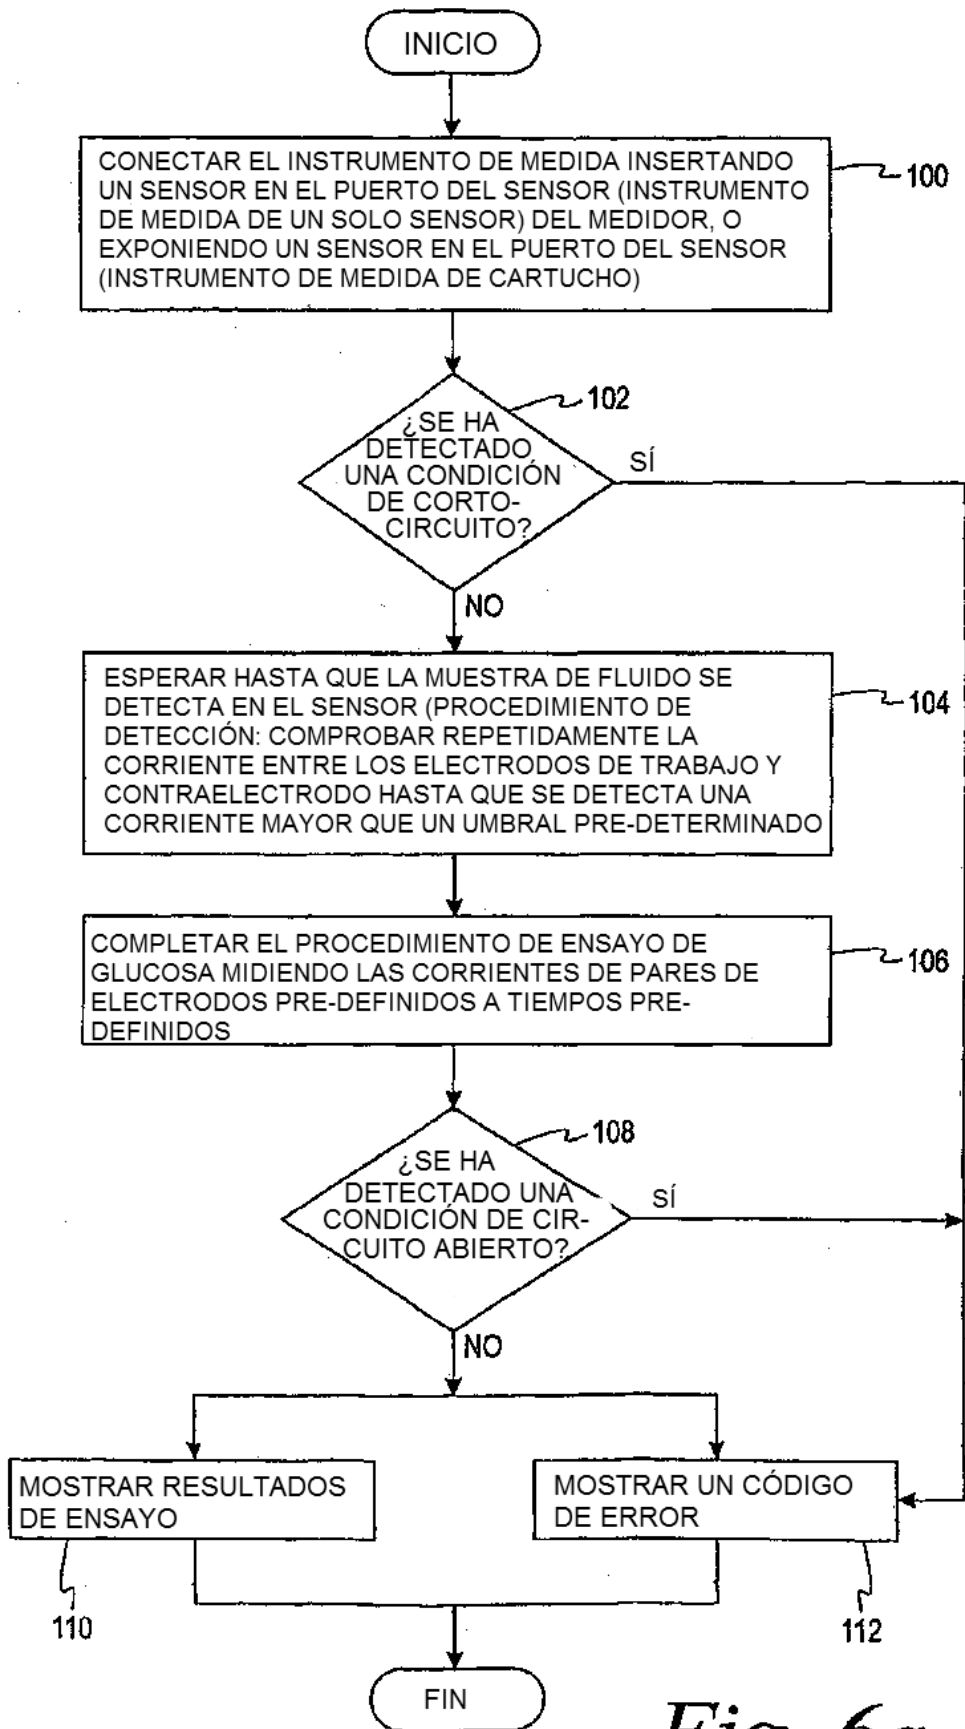 INICIO
CONECTAR EL INSTRUMENTO DE MEDIDA INSERTANDO
UN SENSOR EN EL PUERTO DEL SENSOR (INSTRUMENTO
DE MEDIDA DE UN SOLO SENSOR) DEL MEDIDOR, O
EXPONIENDO UN SENSOR EN EL PUERTO DEL SENSOR
(INSTRUMENTO DE MEDIDA DE CARTUCHO)
100
102
¿SE HA
DETECTADO
UNA CONDICIÓN
DE CORTO-
CIRCUITO?
SÍ
NO
ESPERAR HASTA QUE LA MUESTRA DE FLUIDO SE
DETECTA EN EL SENSOR (PROCEDIMIENTO DE
DETECCIÓN: COMPROBAR REPETIDAMENTE LA
CORRIENTE ENTRE LOS ELECTRODOS DE TRABAJO Y
CONTRAELECTRODO HASTA QUE SE DETECTA UNA
CORRIENTE MAYOR QUE UN UMBRAL PRE-DETERMINADO
104
COMPLETAR EL PROCEDIMIENTO DE ENSAYO DE
GLUCOSA MIDIENDO LAS CORRIENTES DE PARES DE
ELECTRODOS PRE-DEFINIDOS A TIEMPOS PRE-
DEFINIDOS
106
108
¿SE HA
DETECTADO UNA
CONDICIÓN DE CIR-
CUITO ABIERTO?
SÍ
NO
MOSTRAR RESULTADOS
DE ENSAYO
MOSTRAR UN CÓDIGO
DE ERROR
110
112
FIN
Fig. 6a